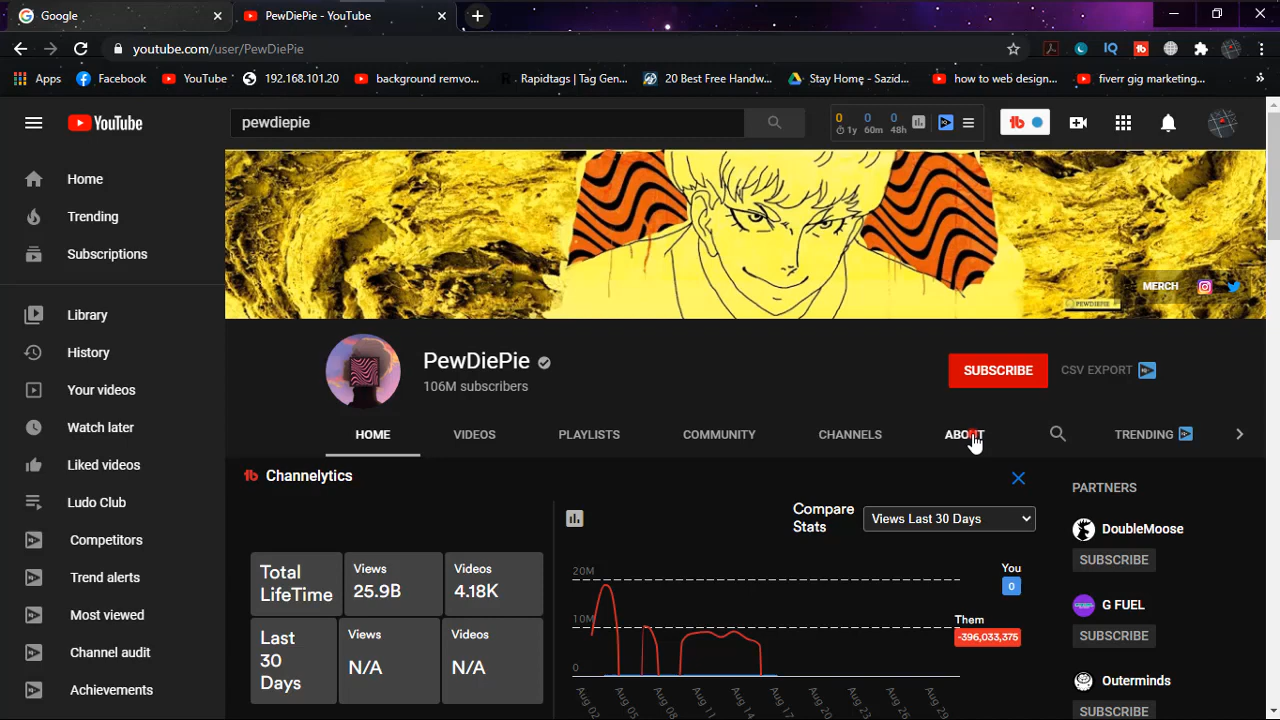 Google
PewDiePie - YouTube
youtube.com/user/PewDiePie
Apps
Facebook
YouTube
192.168.101.20
background remvo...
Rapidtags | Tag Gen...
20 Best Free Handw...
Stay Home - Sazid...
how to web design...
fiverr gig marketing...
YouTube
pewdiepie
0 0 0
1y 60m 48h
Home
Trending
Subscriptions
Library
History
Your videos
Watch later
Liked videos
Ludo Club
Competitors
Trend alerts
Most viewed
Channel audit
Achievements
MERCH
PEWDIEPIE
PewDiePie
106M subscribers
SUBSCRIBE
CSV EXPORT
HOME
VIDEOS
PLAYLISTS
COMMUNITY
CHANNELS
ABOUT
TRENDING
Channelytics
Compare
Stats
Views Last 30 Days
Total
LifeTime
Views
25.9B
Videos
4.18K
Last
30
Days
Views
N/A
Videos
N/A
20M
10M
0
Aug 02
Aug 05
Aug 08
Aug 11
Aug 14
Aug 17
Aug 20
Aug 23
Aug 26
Aug 29
You
0
Them
-396,033,375
PARTNERS
DoubleMoose
SUBSCRIBE
G FUEL
SUBSCRIBE
Outerminds
SUBSCRIBE